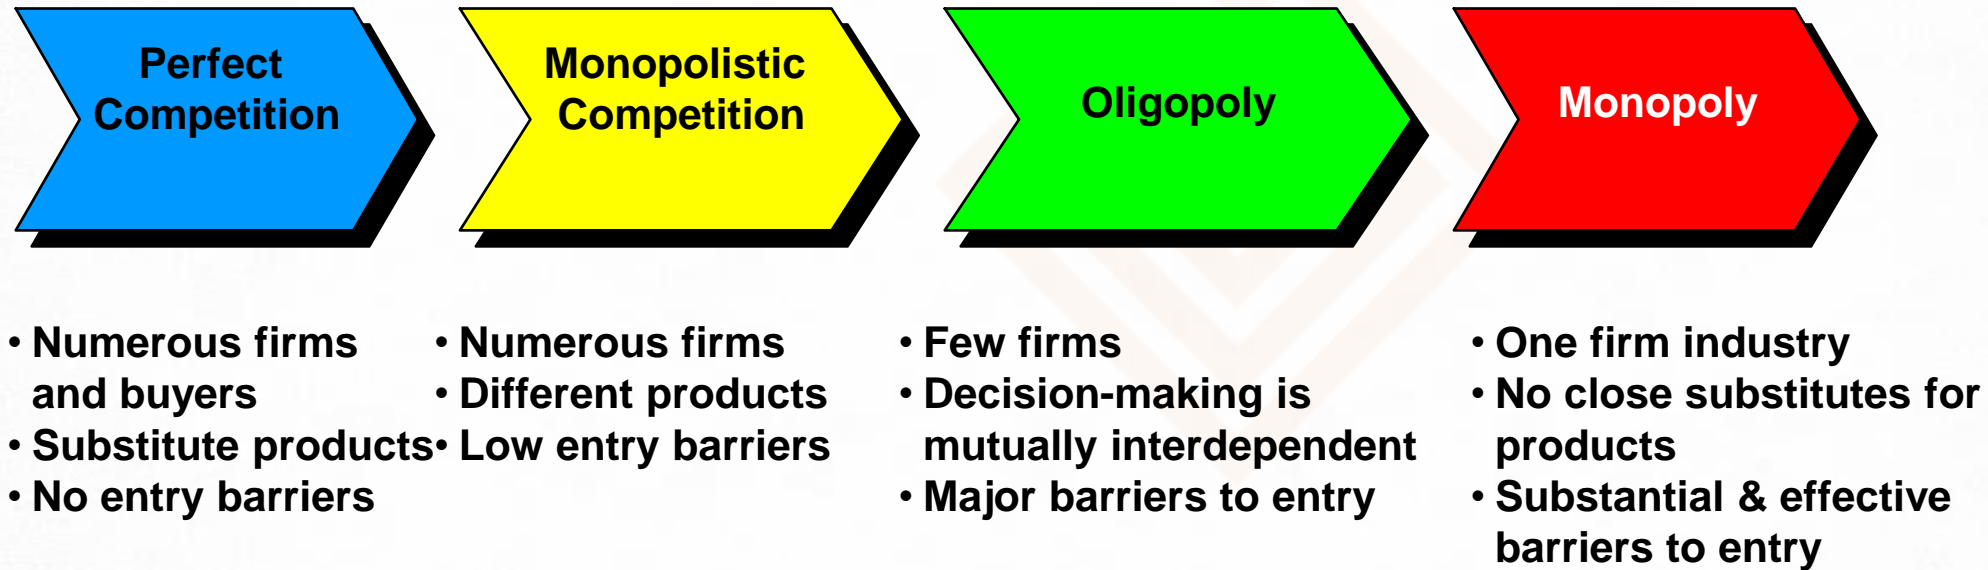 Perfect
Competition
Monopolistic
Competition
Oligopoly
Monopoly
• Numerous firms
and buyers
• Substitute products
• No entry barriers
• Numerous firms
• Different products
• Low entry barriers
• Few firms
• Decision-making is
mutually interdependent
• Major barriers to entry
• One firm industry
• No close substitutes for
products
• Substantial & effective
barriers to entry